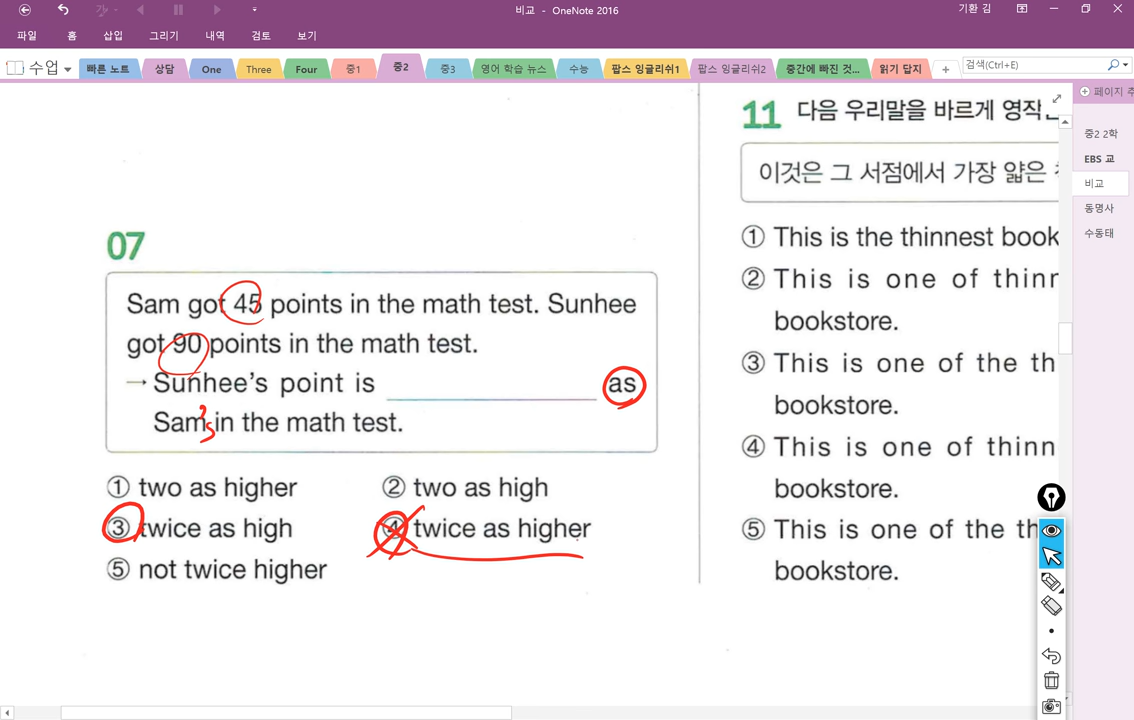 비교 - OneNote 2016
기환 김
파일 홈 삽입 그리기 내역 검토 보기
수업 빠른 노트 상담 One Three Four 중1 중2 중3 영어 학습 뉴스 수능 팝스 잉글리쉬1 팝스 잉글리쉬2 중간에 빠진 것... 읽기 답지 + 검색(Ctrl+E)
페이지 추
중2 2학
EBS 교
비교
동명사
수동태
07
Sam got 45 points in the math test. Sunhee
got 90 points in the math test.
→ Sunhee's point is as
Sam's in the math test.
① two as higher ② two as high
③ twice as high ④ twice as higher
⑤ not twice higher
11 다음 우리말을 바르게 영작
이것은 그 서점에서 가장 얇은
① This is the thinnest book
② This is one of thinn
bookstore.
③ This is one of the th
bookstore.
④ This is one of thinn
bookstore.
⑤ This is one of the th
bookstore.